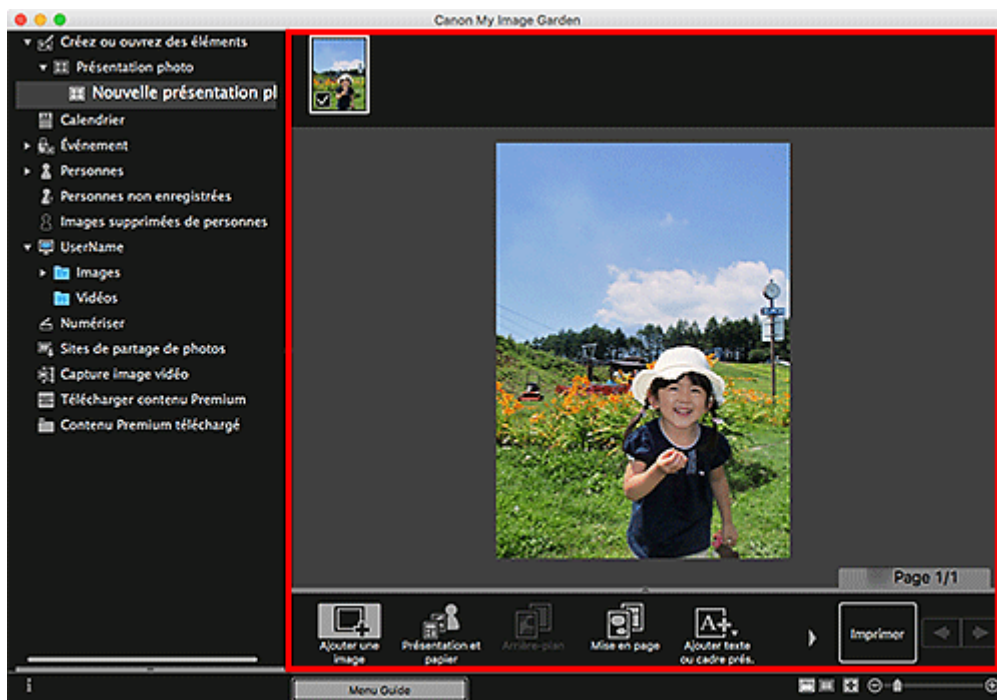 Canon My Image Garden
Créez ou ouvrez des éléments
Présentation photo
Nouvelle présentation pl
Calendrier
Événement
Personnes
Personnes non enregistrées
Images supprimées de personnes
UserName
Images
Vidéos
Numériser
Sites de partage de photos
Capture image vidéo
Télécharger contenu Premium
Contenu Premium téléchargé
Page 1/1
Ajouter une
image
Présentation et
papier
Arrière-plan
Mise en page
Ajouter texte
ou cadre prés.
Imprimer
Menu Guide